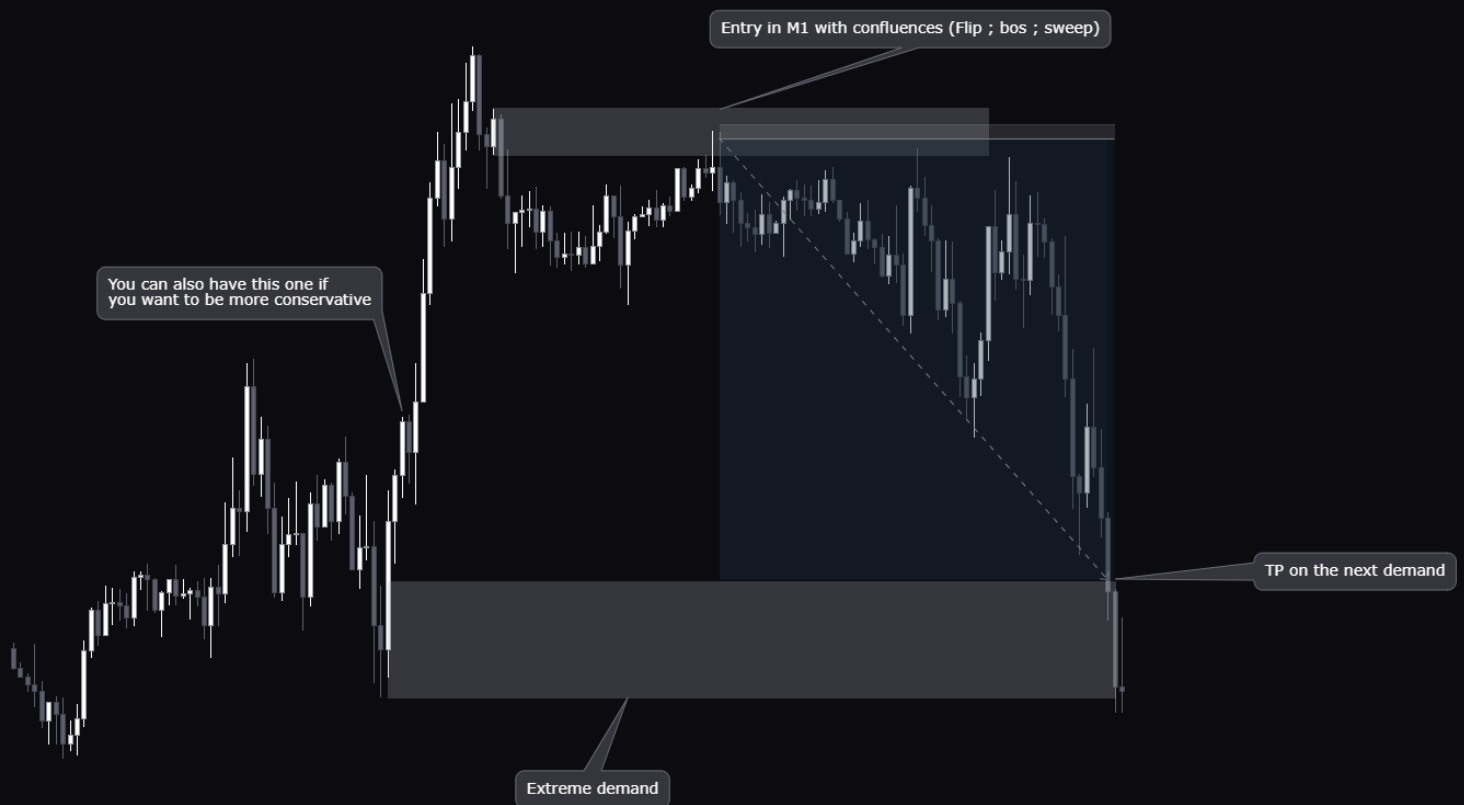 Entry in M1 with confluences (Flip ; bos ; sweep)
You can also have this one if
you want to be more conservative
TP on the next demand
Extreme demand